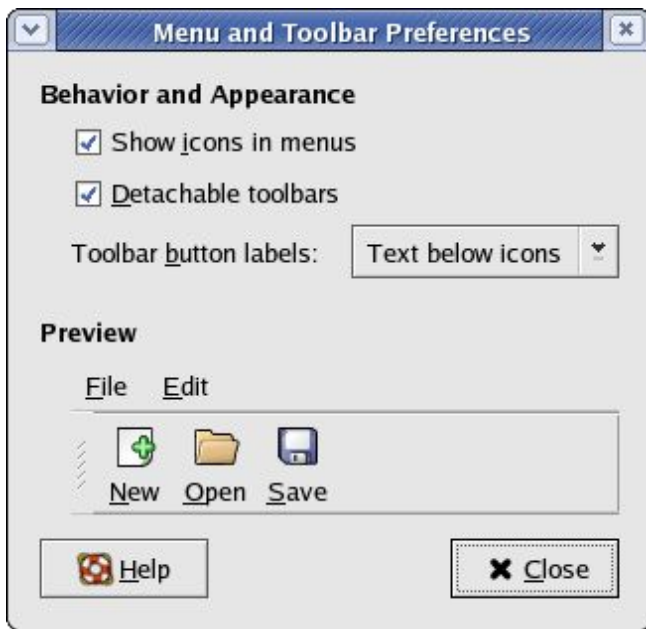 Menu and Toolbar Preferences
Behavior and Appearance
Show icons in menus
Detachable toolbars
Toolbar button labels: Text below icons
Preview
File Edit
New Open Save
Help Close